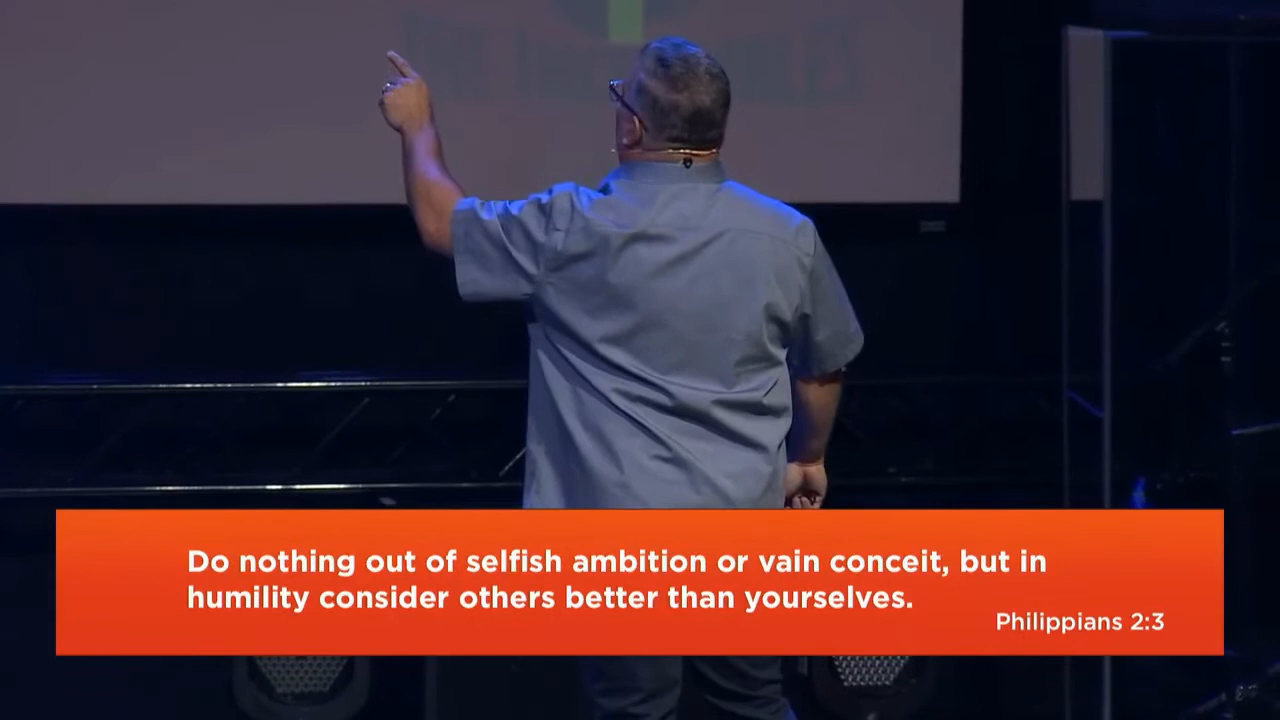 Do nothing out of selfish ambition or vain conceit, but in
humility consider others better than yourselves.
Philippians 2:3